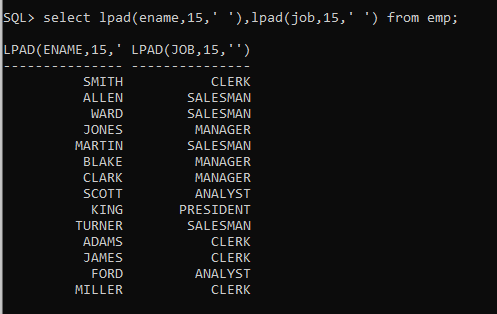 SQL> select lpad(ename,15,' '),lpad(job,15,' ') from emp;
LPAD(ENAME,15,' LPAD(JOB,15,'')
--------------- ---------------
          SMITH           CLERK
          ALLEN        SALESMAN
           WARD        SALESMAN
          JONES         MANAGER
         MARTIN        SALESMAN
          BLAKE         MANAGER
          CLARK         MANAGER
          SCOTT         ANALYST
           KING       PRESIDENT
         TURNER        SALESMAN
          ADAMS           CLERK
          JAMES           CLERK
           FORD         ANALYST
         MILLER           CLERK